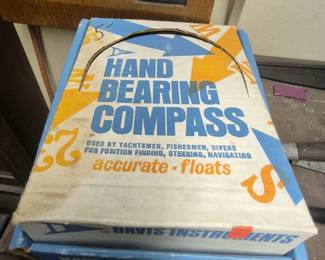 HAND
BEARING
COMPASS
USED BY YACHTSMEN, FISHERMEN, DIVERS
FOR POSITION FINDING, STEERING, NAVIGATING
accurate · floats
DAVIS INSTRUMENTS